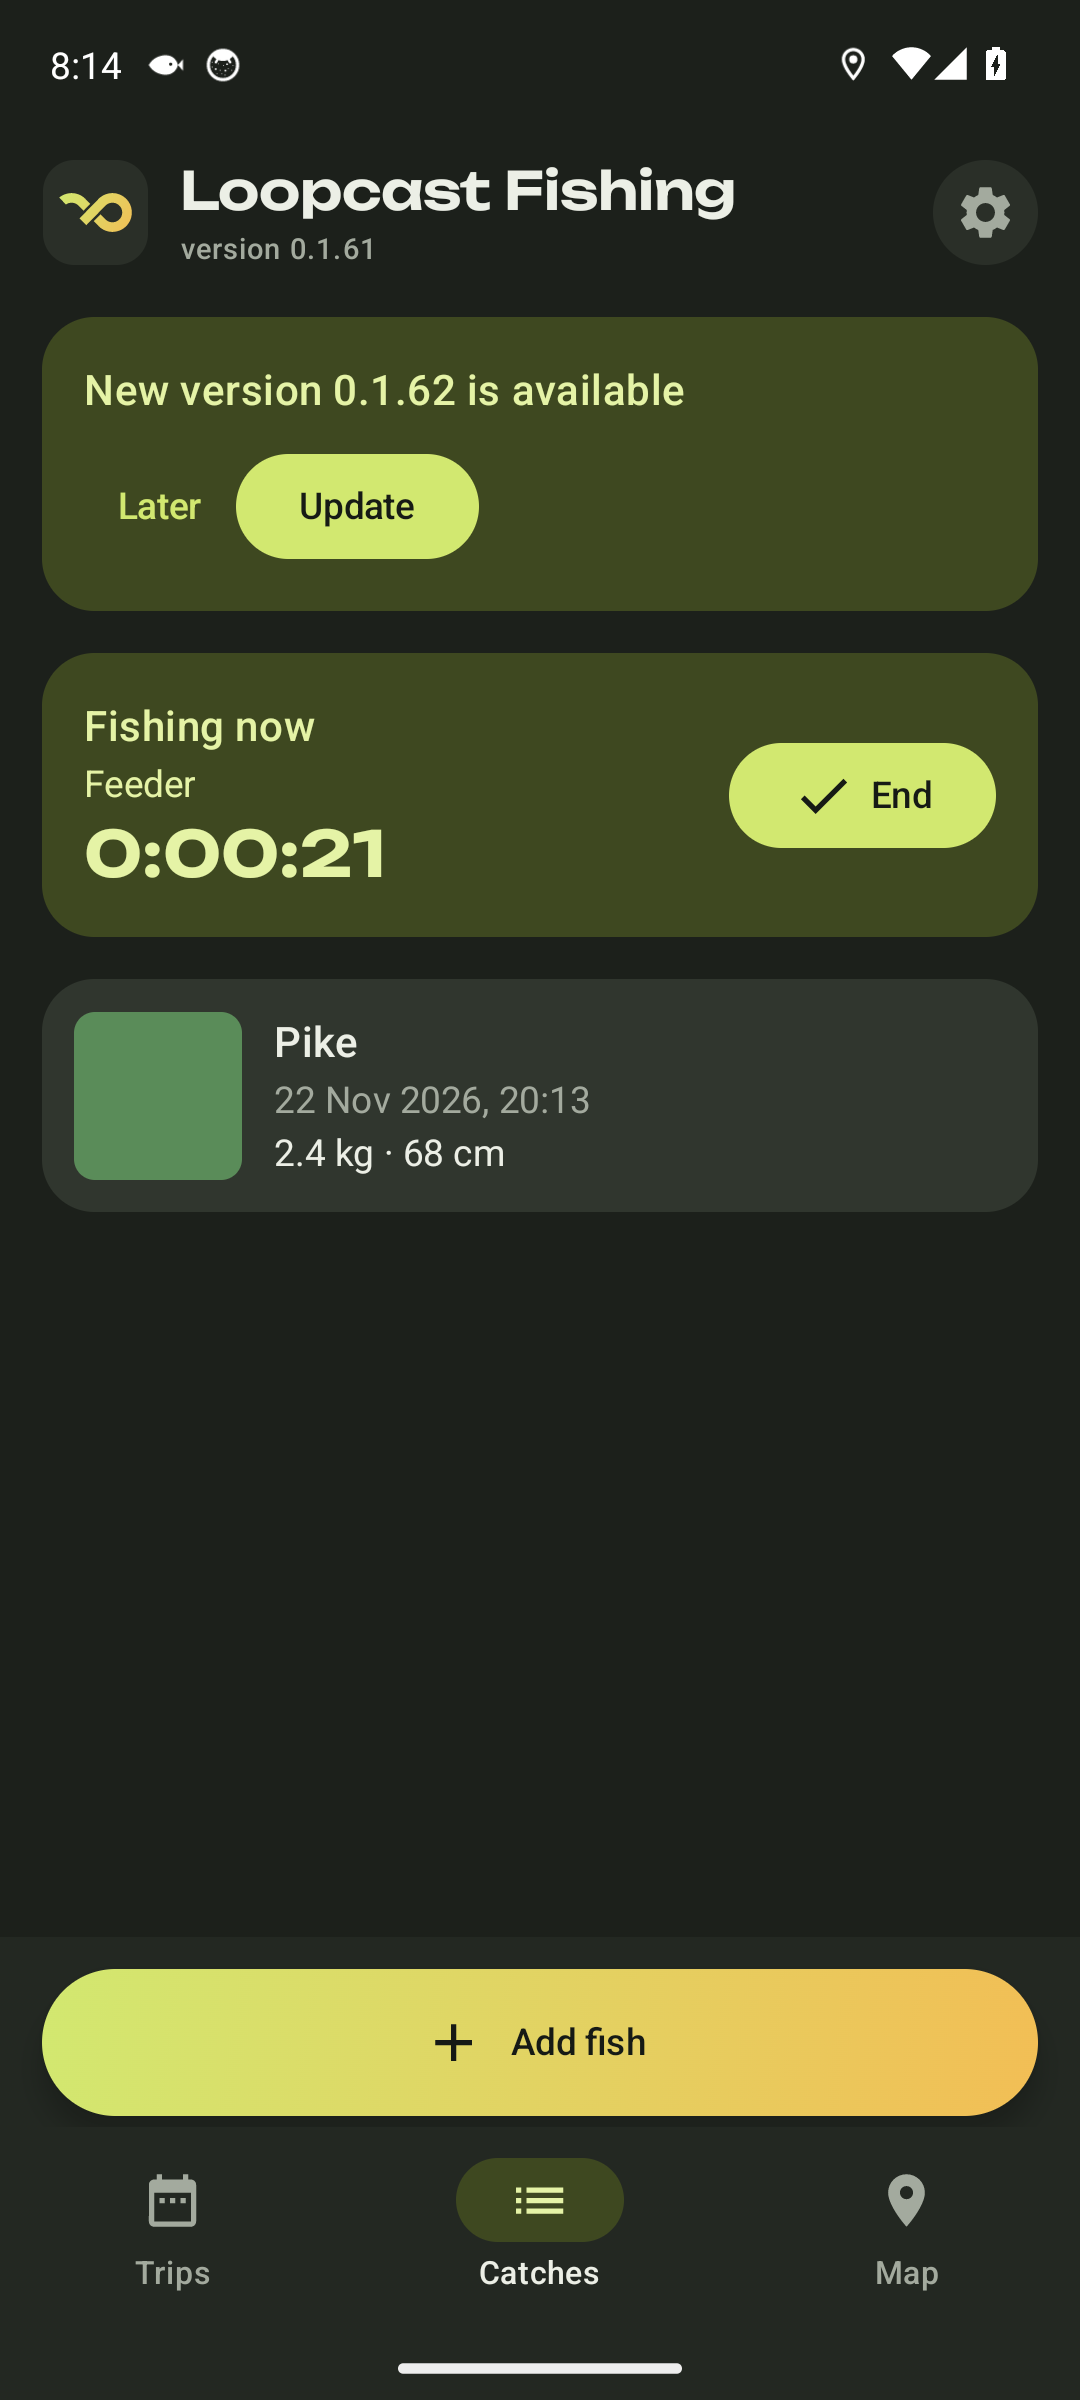 8:14
Loopcast Fishing
version 0.1.61
New version 0.1.62 is available
Later
Update
Fishing now
Feeder
0:00:21
End
Pike
22 Nov 2026, 20:13
2.4 kg · 68 cm
Add fish
Trips
Catches
Map